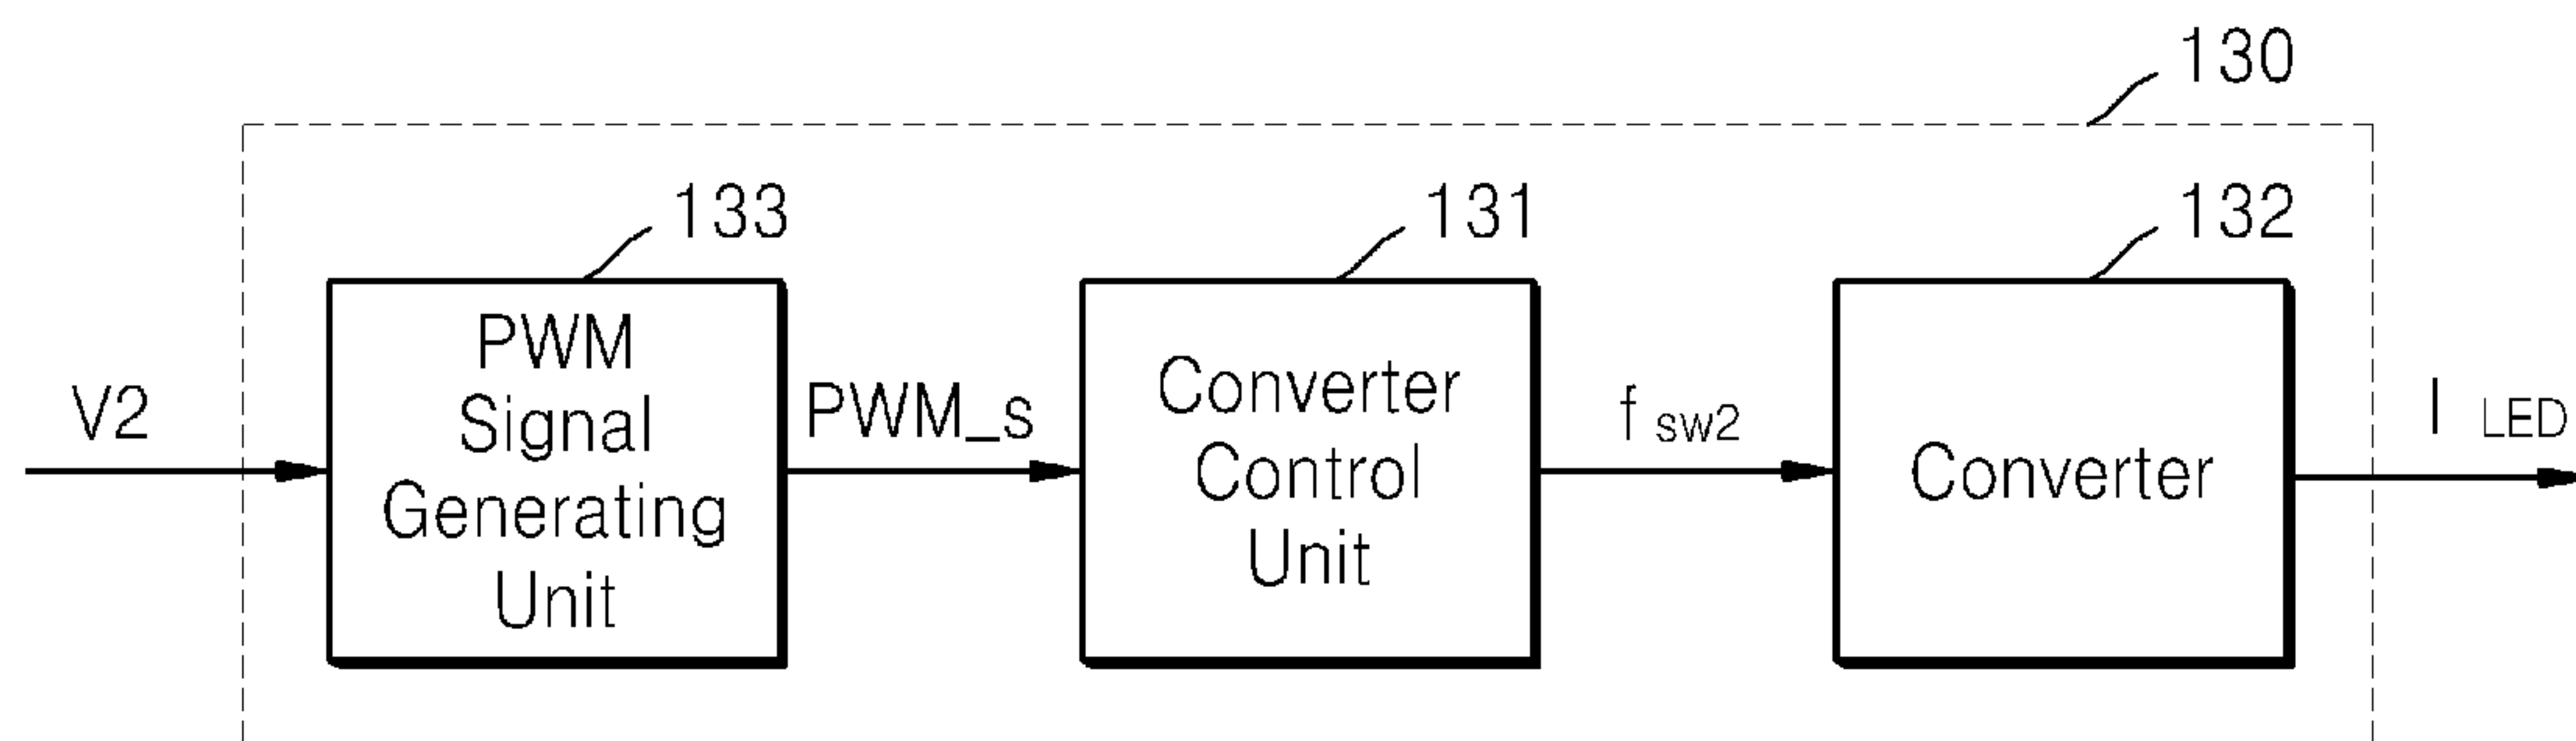 130
133
131
132
PWM
Signal
Generating
Unit
Converter
Control
Unit
Converter
V2
PWM_s
f sw2
I LED